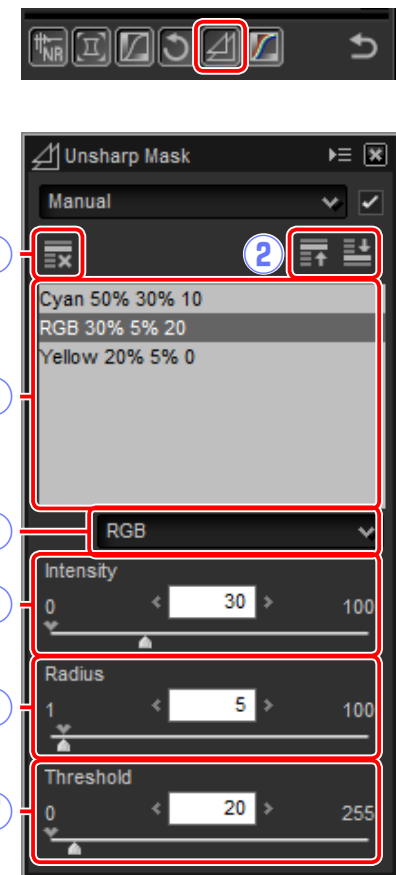 NR
Unsharp Mask
Manual
2
Cyan 50% 30% 10
RGB 30% 5% 20
Yellow 20% 5% 0
RGB
Intensity
0 30 100
Radius
1 5 100
Threshold
0 20 255